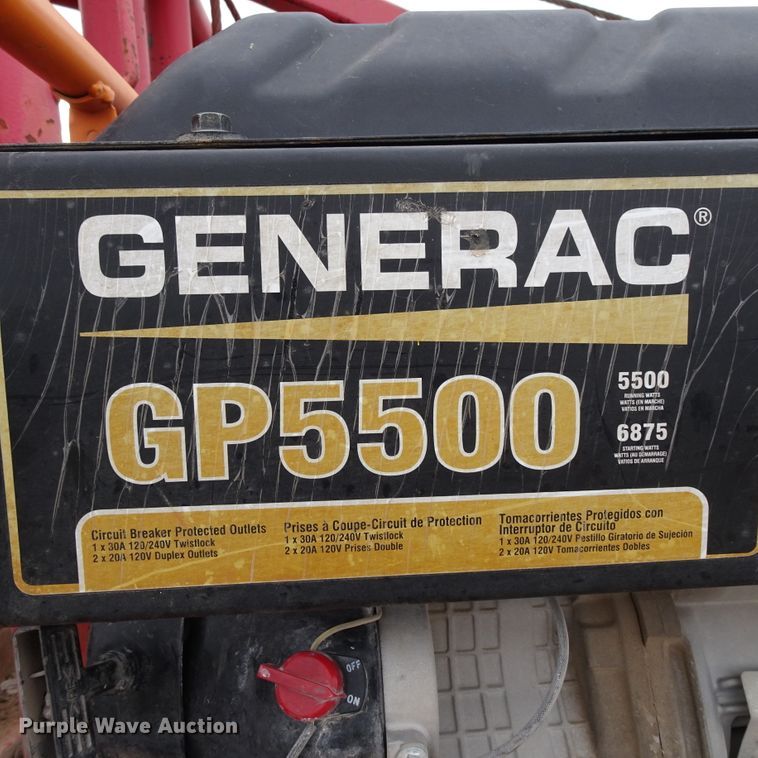 GENERAC®
GP5500
5500
RUNNING WATTS
WATTS (EN MARCHE)
VATIOS EN MARCHA
6875
STARTING WATTS
WATTS (AU DÉMARRAGE)
VATIOS DE ARRANQUE
Circuit Breaker Protected Outlets
1 x 30A 120/240V Twistlock
2 x 20A 120V Duplex Outlets
Prises à Coupe-Circuit de Protection
1 x 30A 120/240V Twistlock
2 x 20A 120V Prises Double
Tomacorrientes Protegidos con
Interruptor de Circuito
1 x 30A 120/240V Pestillo Giratorio de Sujecion
2 x 20A 120V Tomacorrientes Dobles
OFF
ON
Purple Wave Auction